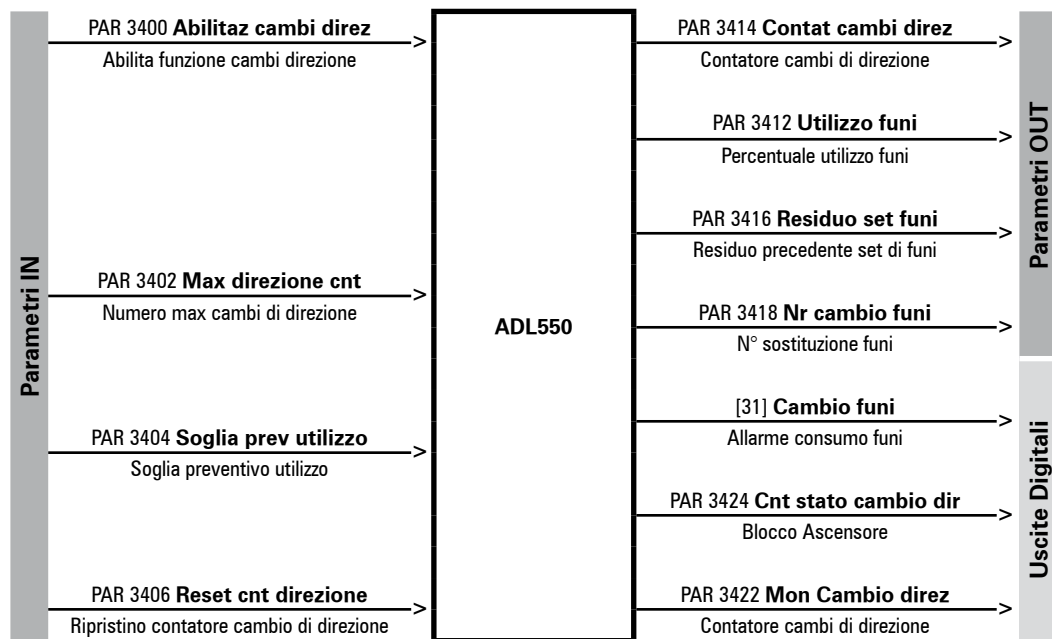 Parametri IN
PAR 3400 Abilitaz cambi direz
Abilita funzione cambi direzione
PAR 3402 Max direzione cnt
Numero max cambi di direzione
PAR 3404 Soglia prev utilizzo
Soglia preventivo utilizzo
PAR 3406 Reset cnt direzione
Ripristino contatore cambio di direzione
ADL550
PAR 3414 Contat cambi direz
Contatore cambi di direzione
PAR 3412 Utilizzo funi
Percentuale utilizzo funi
PAR 3416 Residuo set funi
Residuo precedente set di funi
PAR 3418 Nr cambio funi
N° sostituzione funi
[31] Cambio funi
Allarme consumo funi
PAR 3424 Cnt stato cambio dir
Blocco Ascensore
PAR 3422 Mon Cambio direz
Contatore cambi di direzione
Parametri OUT
Uscite Digitali